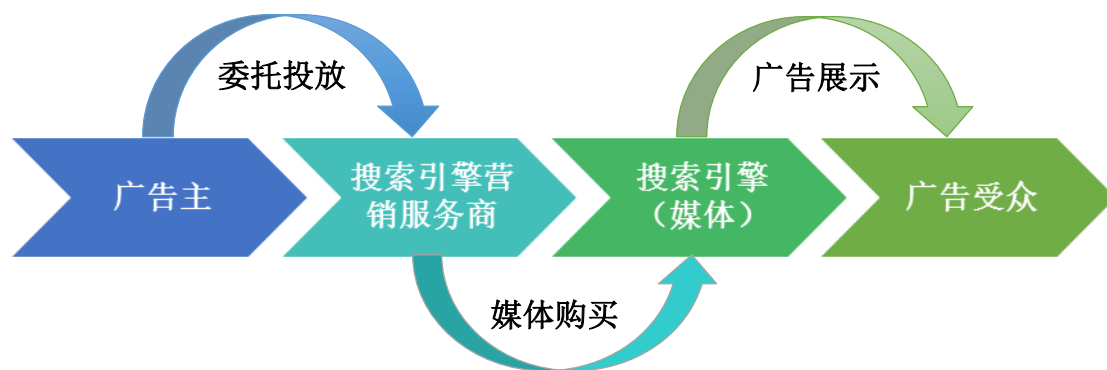 委托投放
广告展示
广告主
搜索引擎营
销服务商
搜索引擎
（媒体）
广告受众
媒体购买